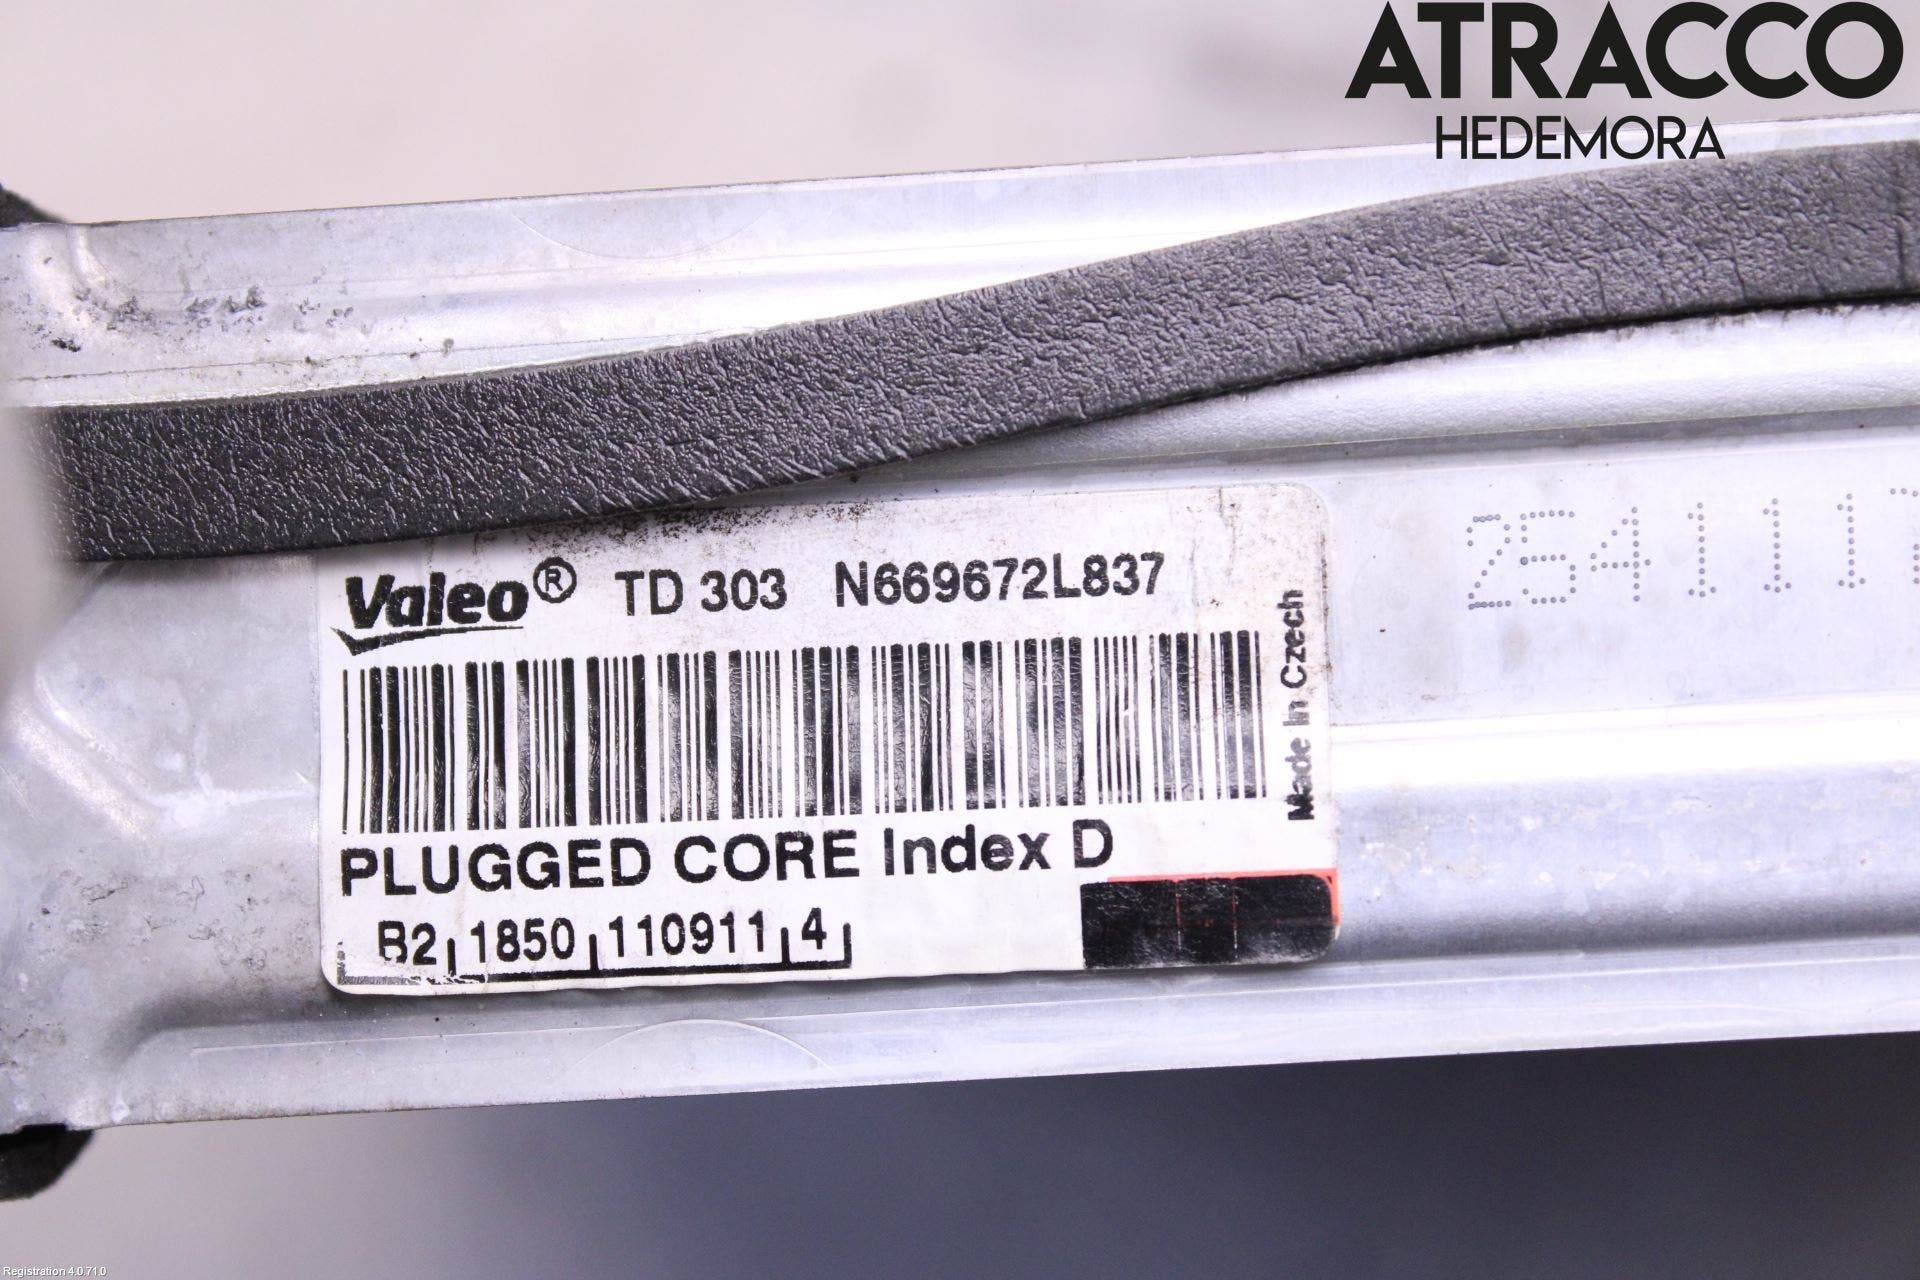 ATRACCO
HEDEMORA
Valeo® TD 303 N669672L837
Made In Czech
PLUGGED CORE Index D
B2 1850 110911 4
254111
Registration 4.0.71.0